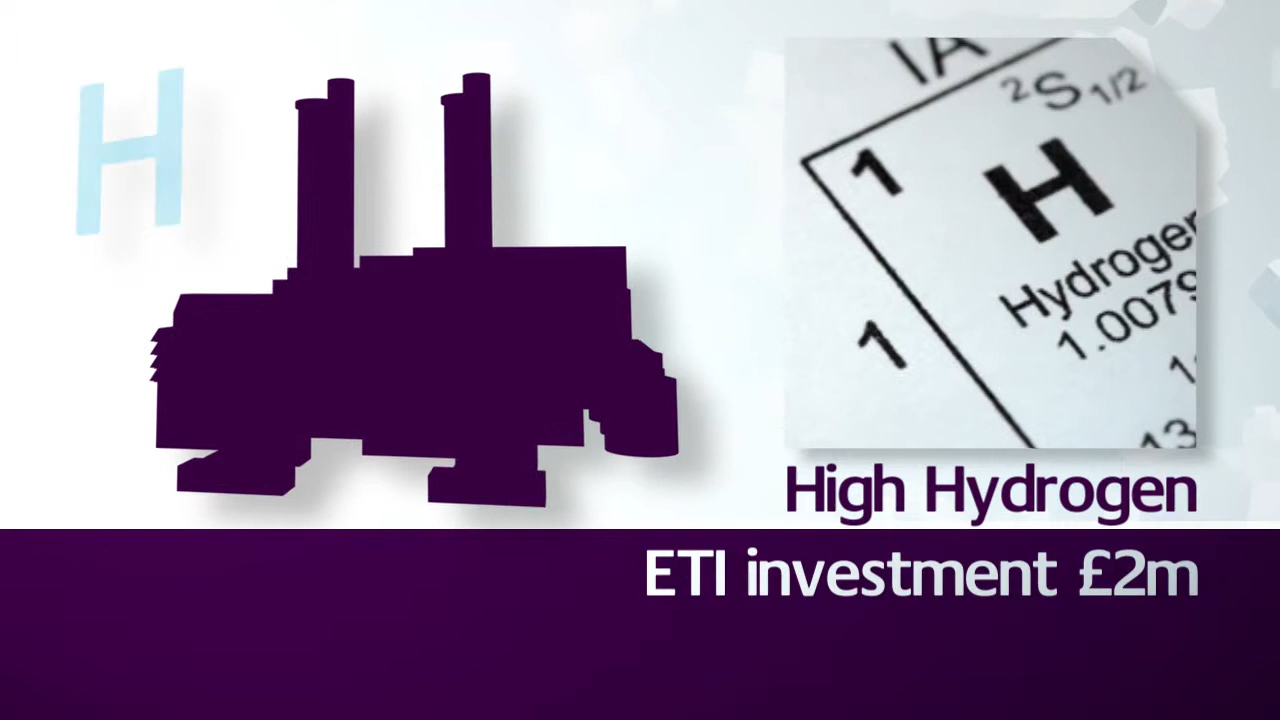 H
IA
²S₁/₂
1
H
Hydrogen
1.0079
1
High Hydrogen
ETI investment £2m